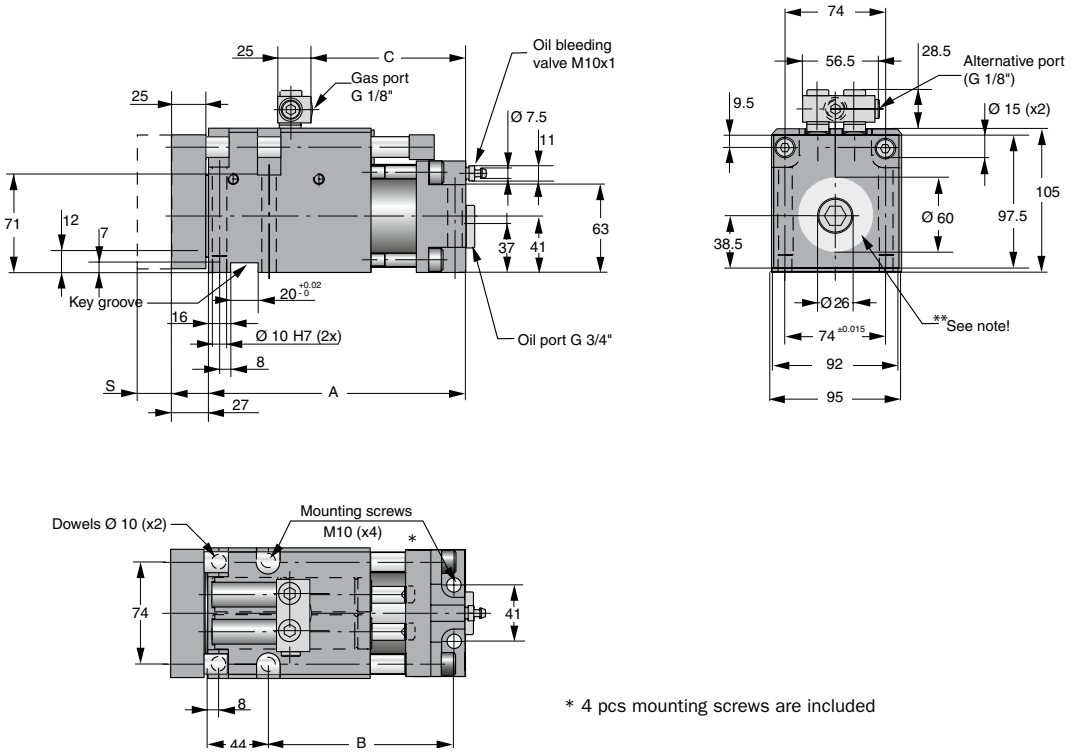 25
C
Oil bleeding
valve M10x1
Gas port
G 1/8"
25
Ø 7.5
11
71
12
7
63
37
41
Key groove
20 +0.02
- 0
16
Ø 10 H7 (2x)
8
Oil port G 3/4"
S
A
27
74
56.5
28.5
Alternative port
(G 1/8")
9.5
Ø 15 (x2)
105
97.5
Ø 60
38.5
Ø 26
**See note!
74 ±0.015
92
95
Dowels Ø 10 (x2)
Mounting screws
M10 (x4)
*
74
41
8
44
B
* 4 pcs mounting screws are included